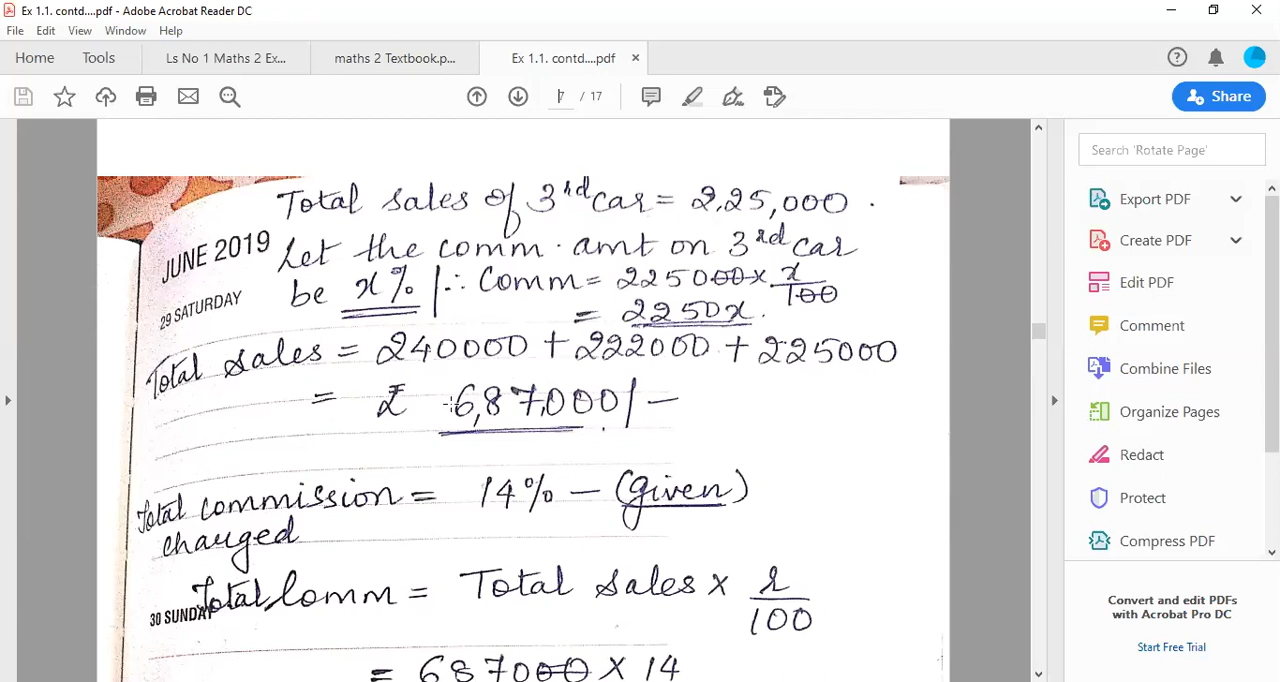 Ex 1.1. contd....pdf - Adobe Acrobat Reader DC
File Edit View Window Help
Home Tools Ls No 1 Maths 2 Ex... maths 2 Textbook.p... Ex 1.1. contd....pdf
/ 17
Share
Total sales of 3rd car = 2,25,000 .
JUNE 2019
Let the comm. amt on 3rd car
be x% ∴ Comm = 225000 x x/100
29 SATURDAY
= 2250x.
Total sales = 240000 + 222000 + 225000
= ₹ 6,87,000/-
Total commission = 14% - (given)
charged
Total Comm = Total sales x r/100
30 SUNDAY
= 687000 x 14
Search 'Rotate Page'
Export PDF
Create PDF
Edit PDF
Comment
Combine Files
Organize Pages
Redact
Protect
Compress PDF
Convert and edit PDFs
with Acrobat Pro DC
Start Free Trial